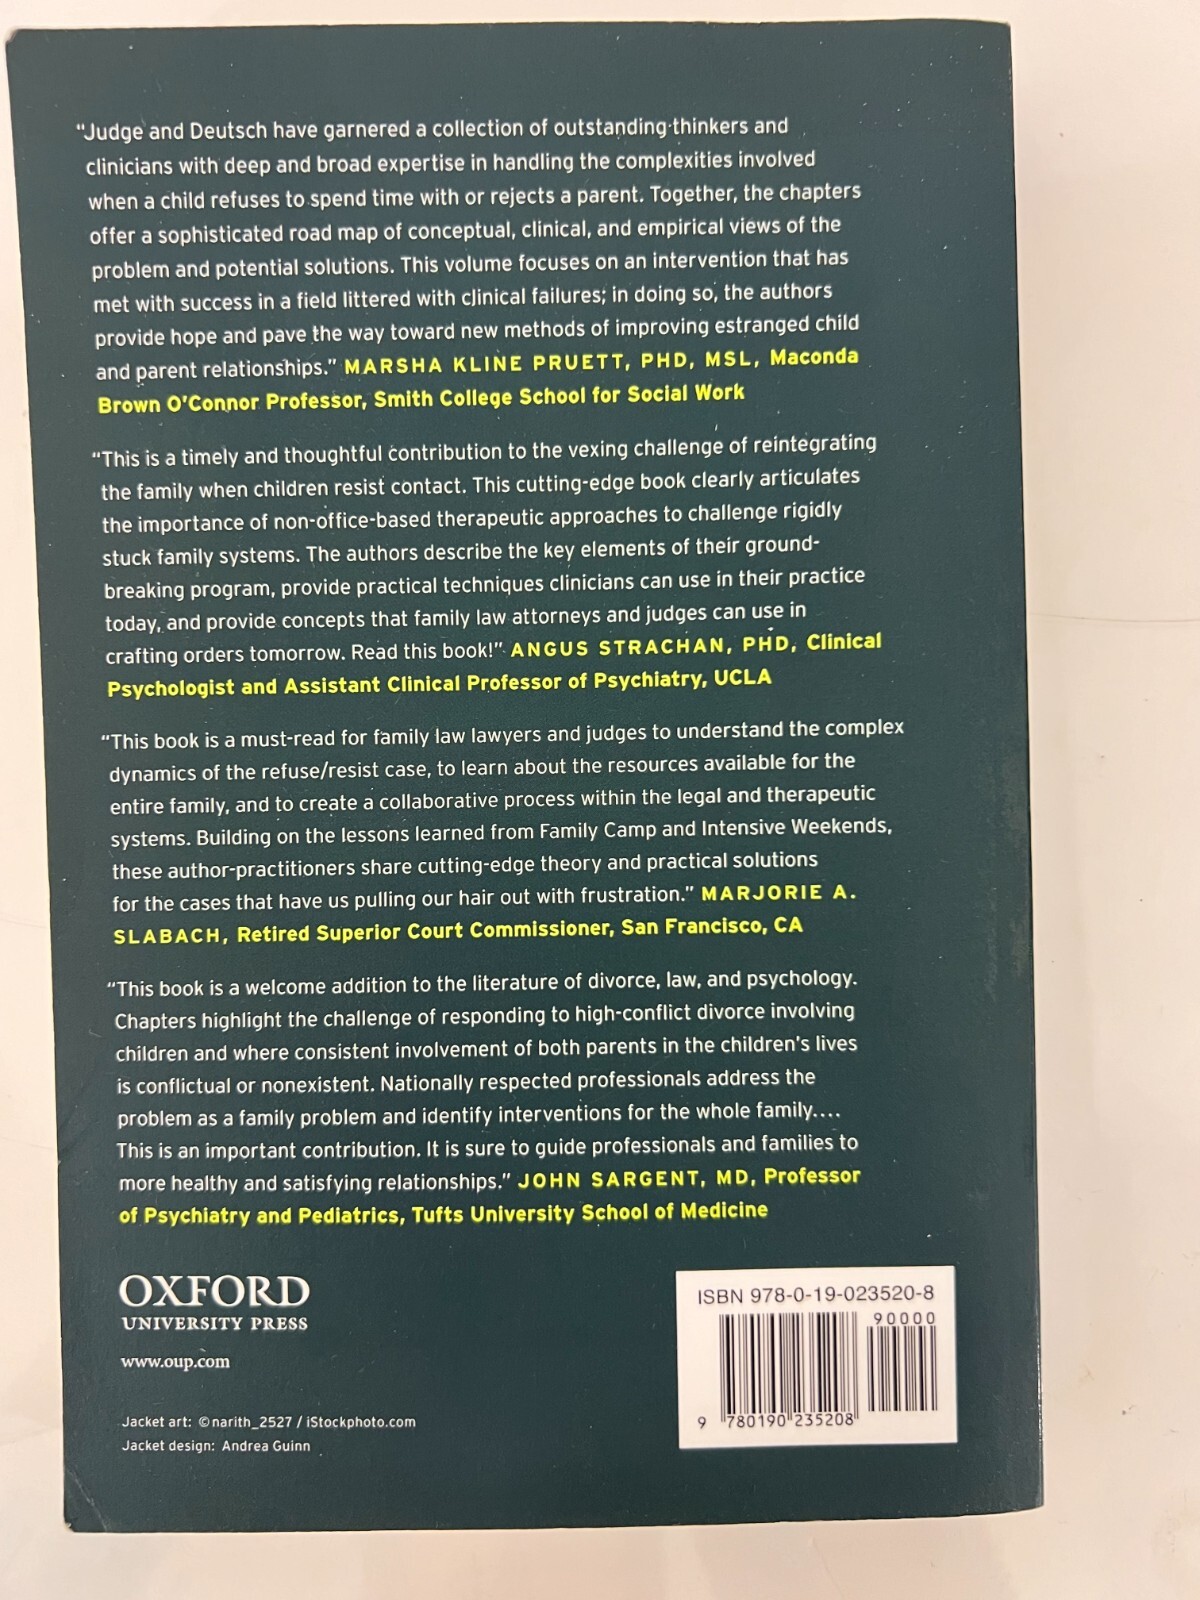 "Judge and Deutsch have garnered a collection of outstanding thinkers and
clinicians with deep and broad expertise in handling the complexities involved
when a child refuses to spend time with or rejects a parent. Together, the chapters
offer a sophisticated road map of conceptual, clinical, and empirical views of the
problem and potential solutions. This volume focuses on an intervention that has
met with success in a field littered with clinical failures; in doing so, the authors
provide hope and pave the way toward new methods of improving estranged child
and parent relationships." MARSHA KLINE PRUETT, PHD, MSL, Maconda
Brown O'Connor Professor, Smith College School for Social Work
"This is a timely and thoughtful contribution to the vexing challenge of reintegrating
the family when children resist contact. This cutting-edge book clearly articulates
the importance of non-office-based therapeutic approaches to challenge rigidly
stuck family systems. The authors describe the key elements of their ground-
breaking program, provide practical techniques clinicians can use in their practice
today, and provide concepts that family law attorneys and judges can use in
crafting orders tomorrow. Read this book!" ANGUS STRACHAN, PHD, Clinical
Psychologist and Assistant Clinical Professor of Psychiatry, UCLA
"This book is a must-read for family law lawyers and judges to understand the complex
dynamics of the refuse/resist case, to learn about the resources available for the
entire family, and to create a collaborative process within the legal and therapeutic
systems. Building on the lessons learned from Family Camp and Intensive Weekends,
these author-practitioners share cutting-edge theory and practical solutions
for the cases that have us pulling our hair out with frustration." MARJORIE A.
SLABACH, Retired Superior Court Commissioner, San Francisco, CA
"This book is a welcome addition to the literature of divorce, law, and psychology.
Chapters highlight the challenge of responding to high-conflict divorce involving
children and where consistent involvement of both parents in the children's lives
is conflictual or nonexistent. Nationally respected professionals address the
problem as a family problem and identify interventions for the whole family....
This is an important contribution. It is sure to guide professionals and families to
more healthy and satisfying relationships." JOHN SARGENT, MD, Professor
of Psychiatry and Pediatrics, Tufts University School of Medicine
OXFORD
UNIVERSITY PRESS
www.oup.com
Jacket art: ©narith_2527 / iStockphoto.com
Jacket design: Andrea Guinn
ISBN 978-0-19-023520-8
90000
9 780190 235208